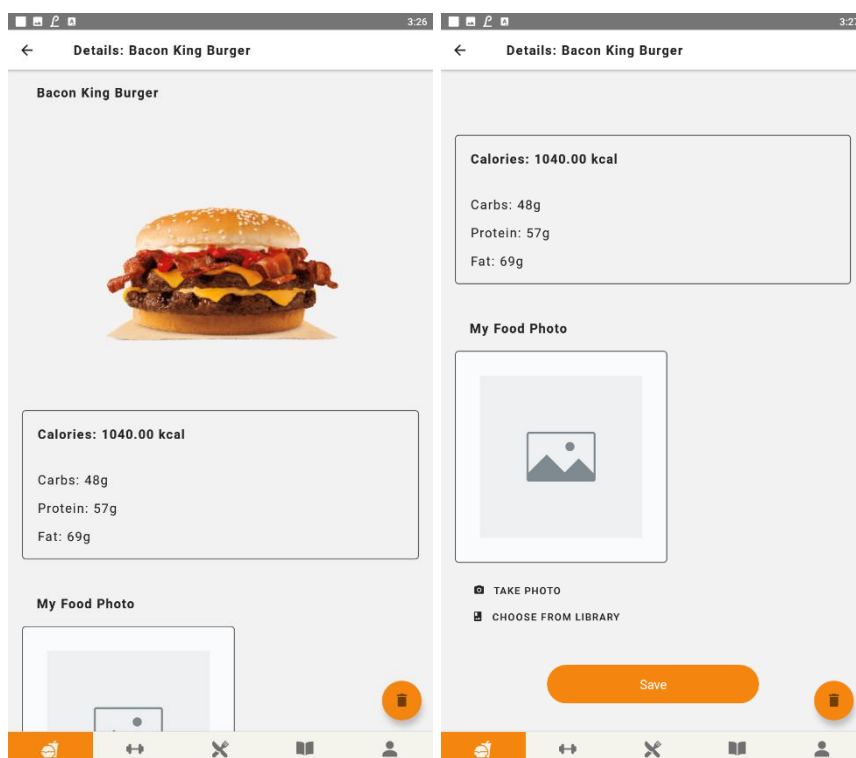 3:26
Details: Bacon King Burger
Bacon King Burger
Calories: 1040.00 kcal
Carbs: 48g
Protein: 57g
Fat: 69g
My Food Photo
3:27
Details: Bacon King Burger
Calories: 1040.00 kcal
Carbs: 48g
Protein: 57g
Fat: 69g
My Food Photo
TAKE PHOTO
CHOOSE FROM LIBRARY
Save